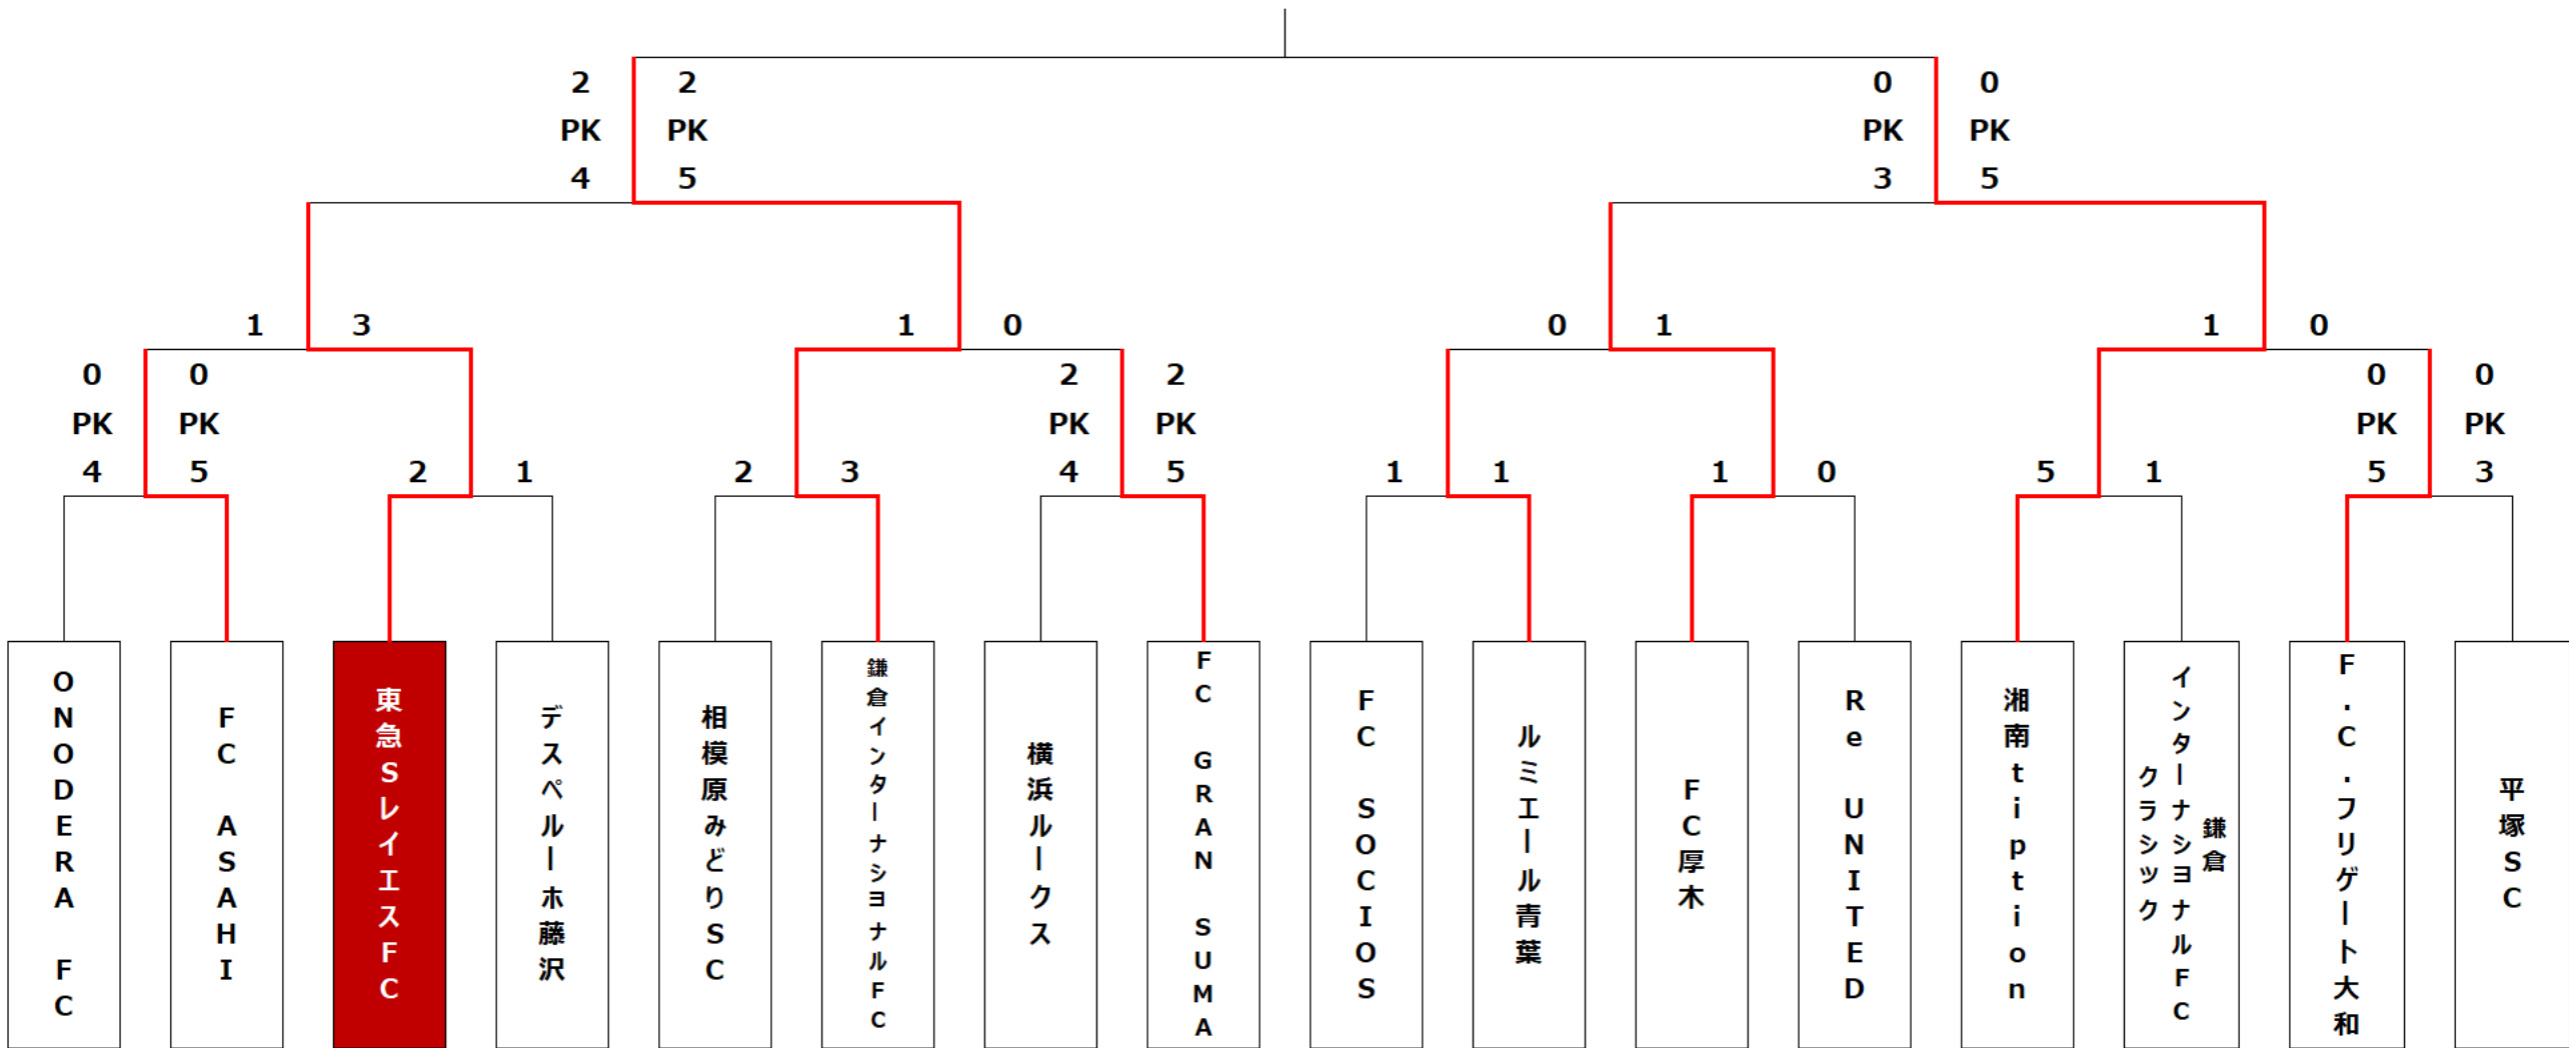 2 2 0 0
PK PK PK PK
4 5 3 5
1 3 1 0 0 1 1 0
0 0 2 2 0 0
PK PK PK PK PK PK
4 5 2 1 2 3 4 5 1 1 1 0 5 1 5 3
ONODERA FC
FC ASAHI
東急SレイエスFC
デスペルーホ藤沢
相模原みどりSC
鎌倉インターナショナルFC
横浜ルークス
FC GRAN SUMA
FC SOCIOS
ルミエール青葉
FC厚木
Re UNITED
湘南tiption
鎌倉
インターナショナルFC
クラシック
F.C.フリゲート大和
平塚SC